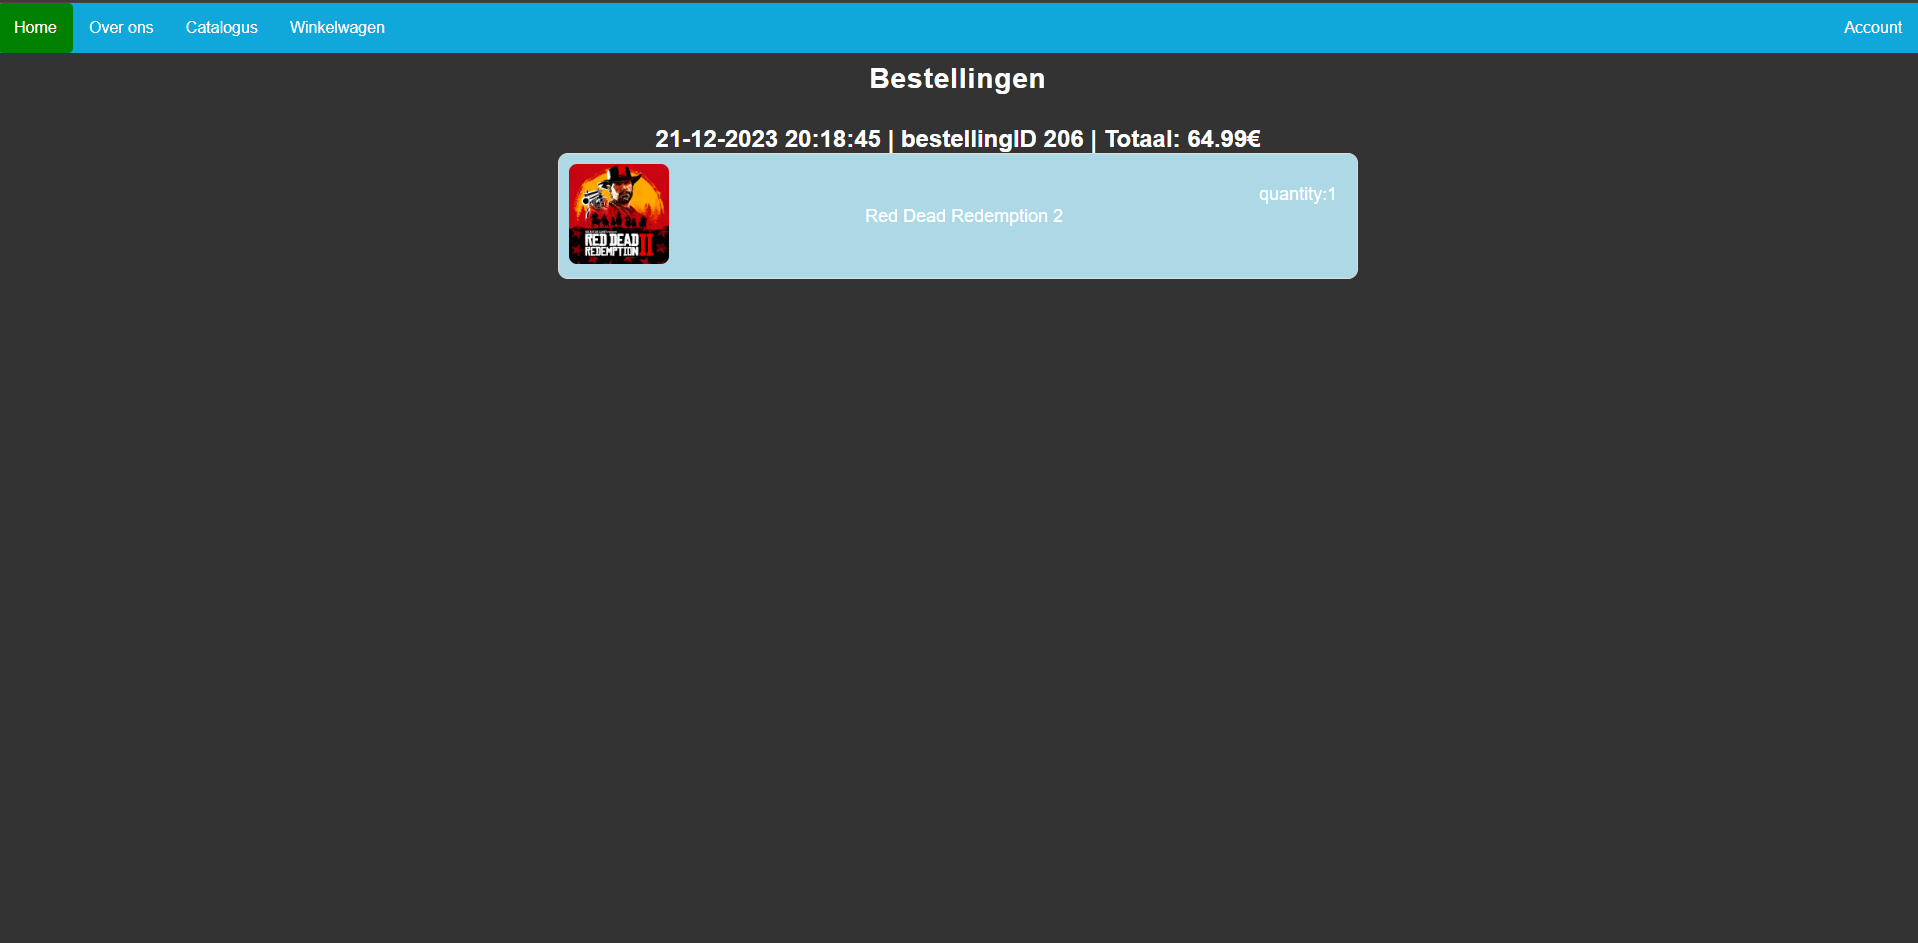 Home Over ons Catalogus Winkelwagen Account
Bestellingen
21-12-2023 20:18:45 | bestellingID 206 | Totaal: 64.99€
quantity:1
Red Dead Redemption 2
RED DEAD
REDEMPTION II